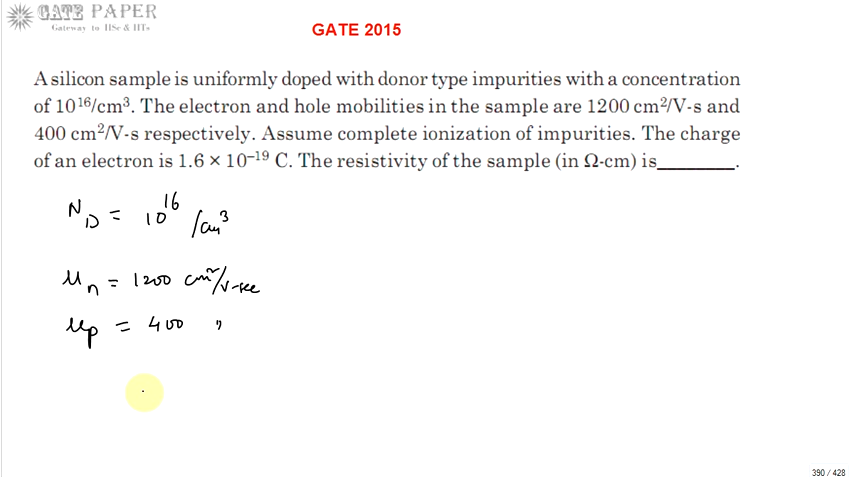 GATE PAPER
Gateway to IISc & IITs
GATE 2015
A silicon sample is uniformly doped with donor type impurities with a concentration
of 10¹⁶/cm³. The electron and hole mobilities in the sample are 1200 cm²/V-s and
400 cm²/V-s respectively. Assume complete ionization of impurities. The charge
of an electron is 1.6 × 10⁻¹⁹ C. The resistivity of the sample (in Ω-cm) is________.
N_D = 10¹⁶ /cm³
μ_n = 1200 cm²/V-sec
μ_p = 400 ,,
390 / 428